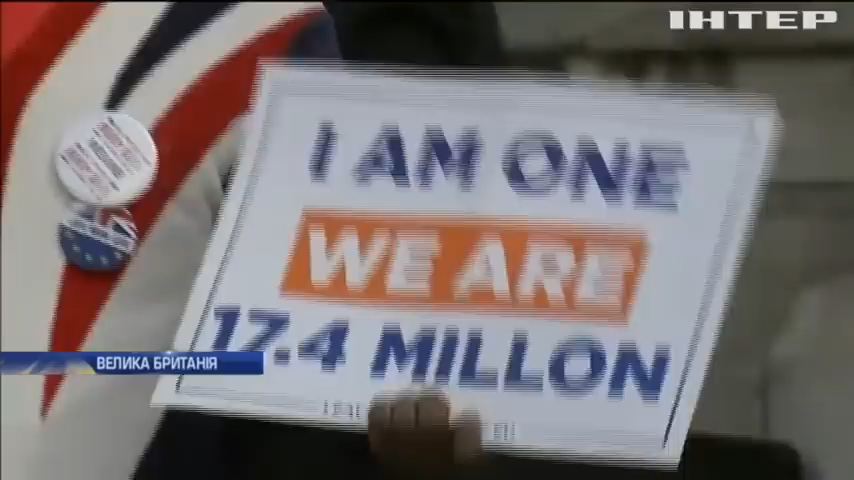 ІНТЕР
I AM ONE
WE ARE
17.4 MILLON
ВЕЛИКА БРИТАНІЯ